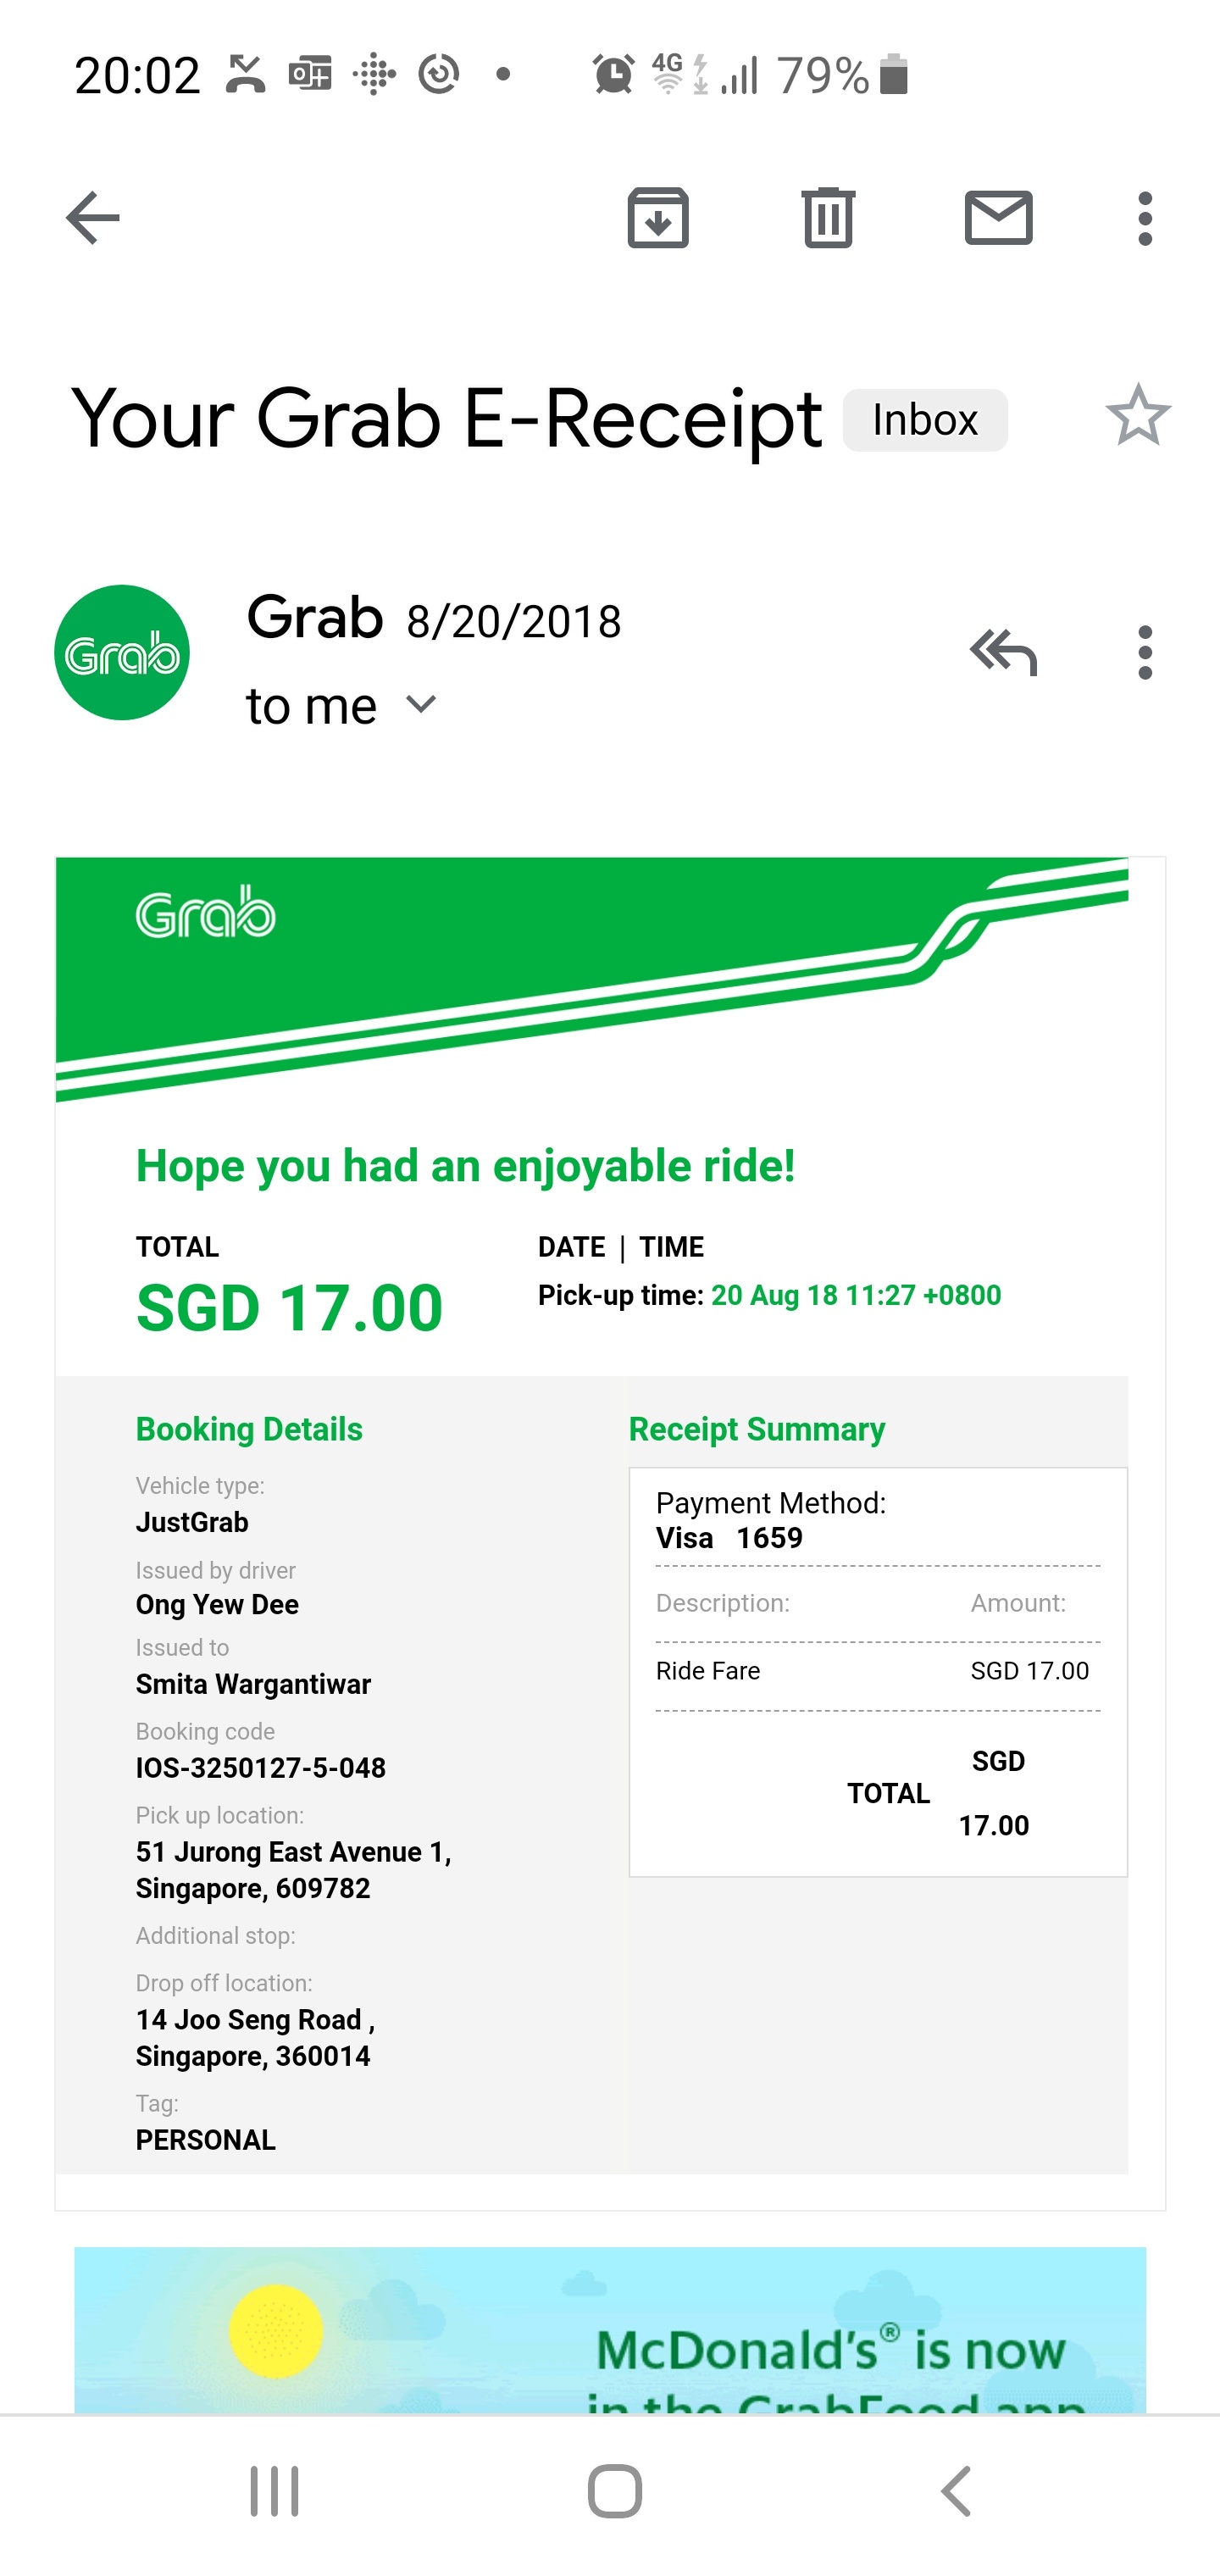 20:02
4G
79%
Your Grab E-Receipt Inbox
Grab
Grab 8/20/2018
to me
Grab
Hope you had an enjoyable ride!
TOTAL
SGD 17.00
DATE | TIME
Pick-up time: 20 Aug 18 11:27 +0800
Booking Details
Vehicle type:
JustGrab
Issued by driver
Ong Yew Dee
Issued to
Smita Wargantiwar
Booking code
IOS-3250127-5-048
Pick up location:
51 Jurong East Avenue 1,
Singapore, 609782
Additional stop:
Drop off location:
14 Joo Seng Road ,
Singapore, 360014
Tag:
PERSONAL
Receipt Summary
Payment Method:
Visa 1659
Description: Amount:
Ride Fare SGD 17.00
TOTAL SGD
17.00
McDonald's® is now
in the GrabFood app